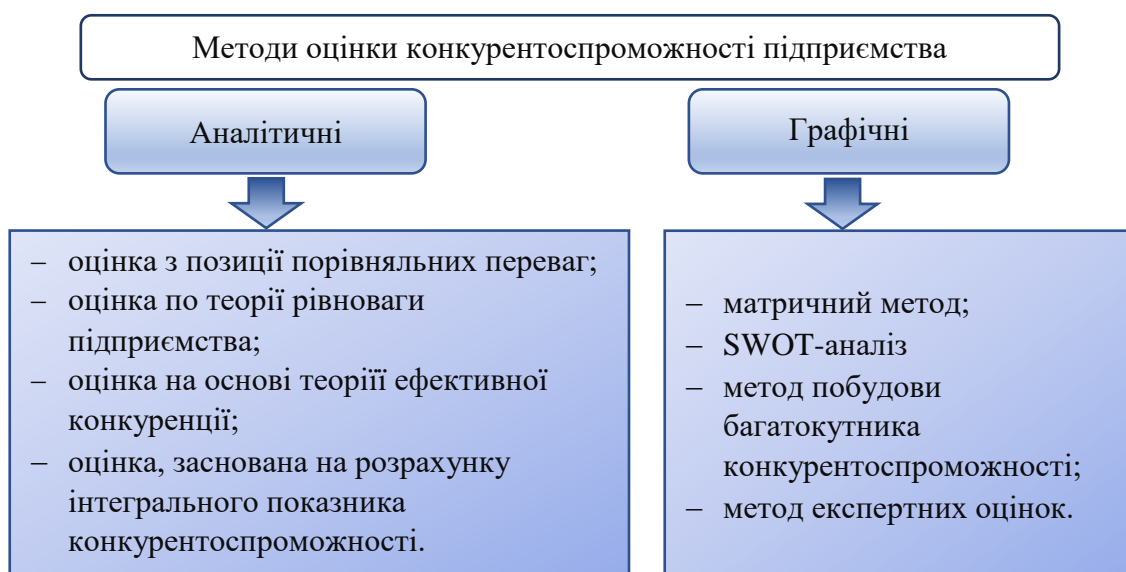 Методи оцінки конкурентоспроможності підприємства
Аналітичні
Графічні
– оцінка з позиції порівняльних переваг;
– оцінка по теорії рівноваги
підприємства;
– оцінка на основі теоріїї ефективної
конкуренції;
– оцінка, заснована на розрахунку
інтегрального показника
конкурентоспроможності.
– матричний метод;
– SWOT-аналіз
– метод побудови
багатокутника
конкурентоспроможності;
– метод експертних оцінок.